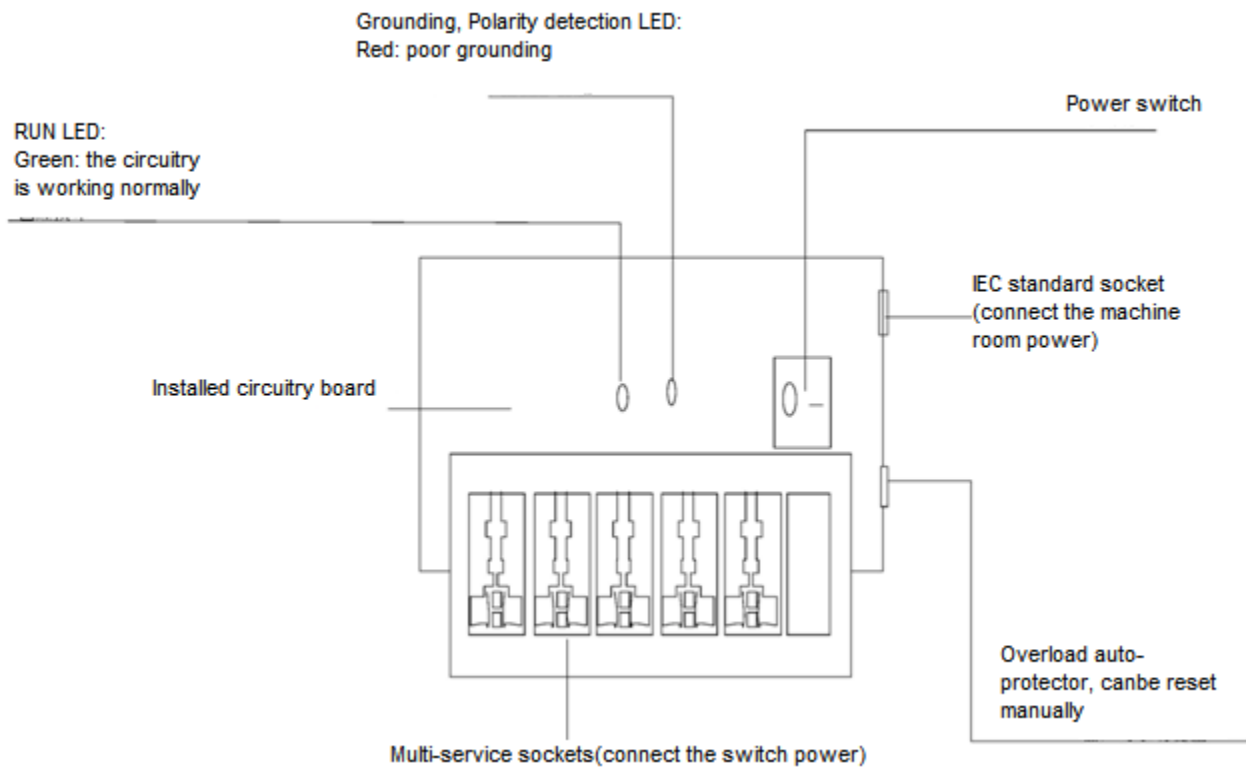 Grounding, Polarity detection LED:
Red: poor grounding
Power switch
RUN LED:
Green: the circuitry
is working normally
IEC standard socket
(connect the machine
room power)
Installed circuitry board
Overload auto-
protector, canbe reset
manually
Multi-service sockets(connect the switch power)